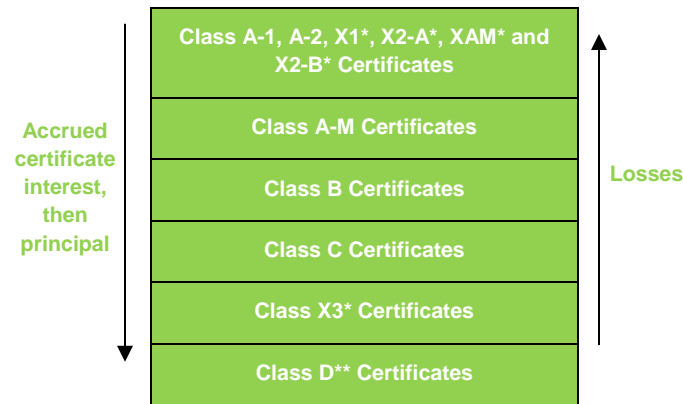 Class A-1, A-2, X1*, X2-A*, XAM* and
X2-B* Certificates
Class A-M Certificates
Class B Certificates
Class C Certificates
Class X3* Certificates
Class D** Certificates
Accrued
certificate
interest,
then
principal
Losses